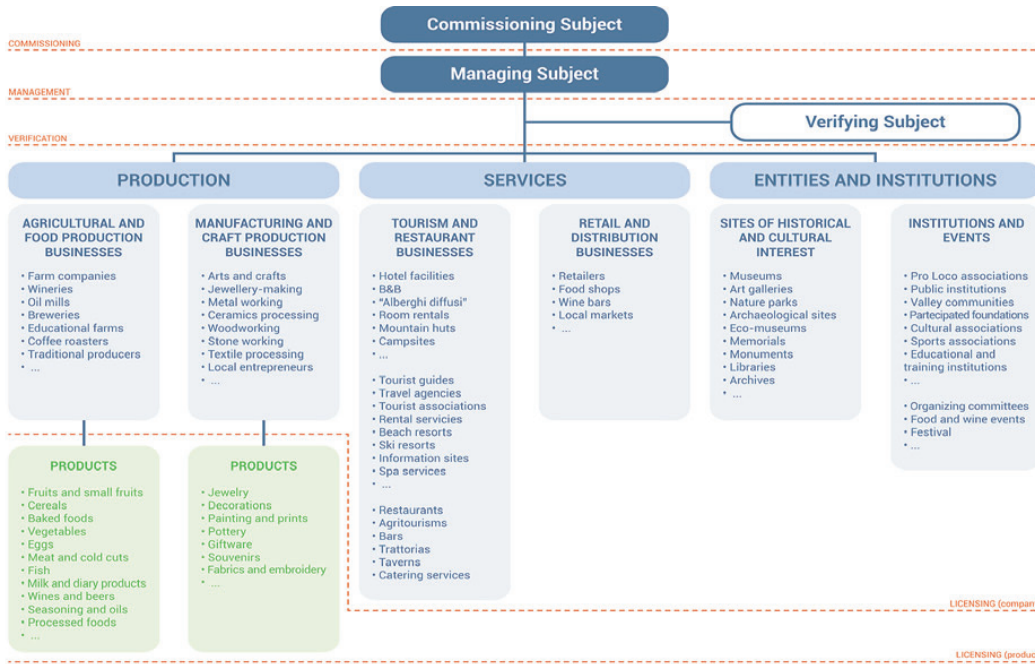 Commissioning Subject
COMMISSIONING
Managing Subject
MANAGEMENT
Verifying Subject
VERIFICATION
PRODUCTION
SERVICES
ENTITIES AND INSTITUTIONS
AGRICULTURAL AND
FOOD PRODUCTION
BUSINESSES
• Farm companies
• Wineries
• Oil mills
• Breweries
• Educational farms
• Coffee roasters
• Traditional producers
• ...
MANUFACTURING AND
CRAFT PRODUCTION
BUSINESSES
• Arts and crafts
• Jewellery-making
• Metal working
• Ceramics processing
• Woodworking
• Stone working
• Textile processing
• Local entrepreneurs
• ...
TOURISM AND
RESTAURANT
BUSINESSES
• Hotel facilities
• B&B
• “Alberghi diffusi”
• Room rentals
• Mountain huts
• Campsites
• ...
• Tourist guides
• Travel agencies
• Tourist associations
• Rental servicies
• Beach resorts
• Ski resorts
• Information sites
• Spa services
• ...
• Restaurants
• Agritourisms
• Bars
• Trattorias
• Taverns
• Catering services
RETAIL AND
DISTRIBUTION
BUSINESSES
• Retailers
• Food shops
• Wine bars
• Local markets
• ...
SITES OF HISTORICAL
AND CULTURAL
INTEREST
• Museums
• Art galleries
• Nature parks
• Archaeological sites
• Eco-museums
• Memorials
• Monuments
• Libraries
• Archives
• ...
INSTITUTIONS AND
EVENTS
• Pro Loco associations
• Public institutions
• Valley communities
• Partecipated foundations
• Cultural associations
• Sports associations
• Educational and
training institutions
• ...
• Organizing committees
• Food and wine events
• Festival
• ...
PRODUCTS
• Fruits and small fruits
• Cereals
• Baked foods
• Vegetables
• Eggs
• Meat and cold cuts
• Fish
• Milk and diary products
• Wines and beers
• Seasoning and oils
• Processed foods
• ...
PRODUCTS
• Jewelry
• Decorations
• Painting and prints
• Pottery
• Giftware
• Souvenirs
• Fabrics and embroidery
• ...
LICENSING (compan
LICENSING (produc